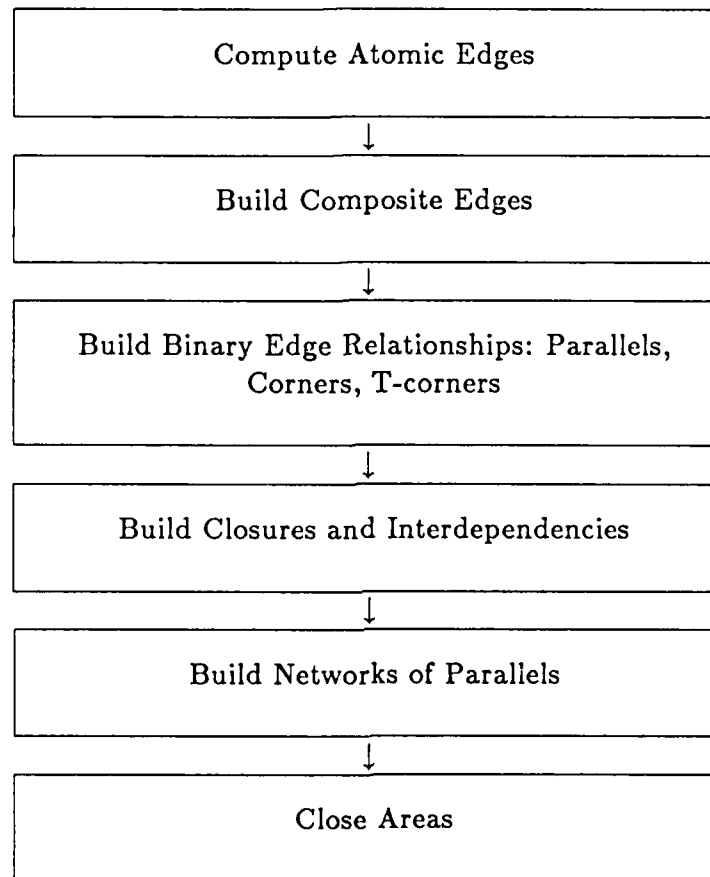 Compute Atomic Edges
Build Composite Edges
Build Binary Edge Relationships: Parallels,
Corners, T-corners
Build Closures and Interdependencies
Build Networks of Parallels
Close Areas